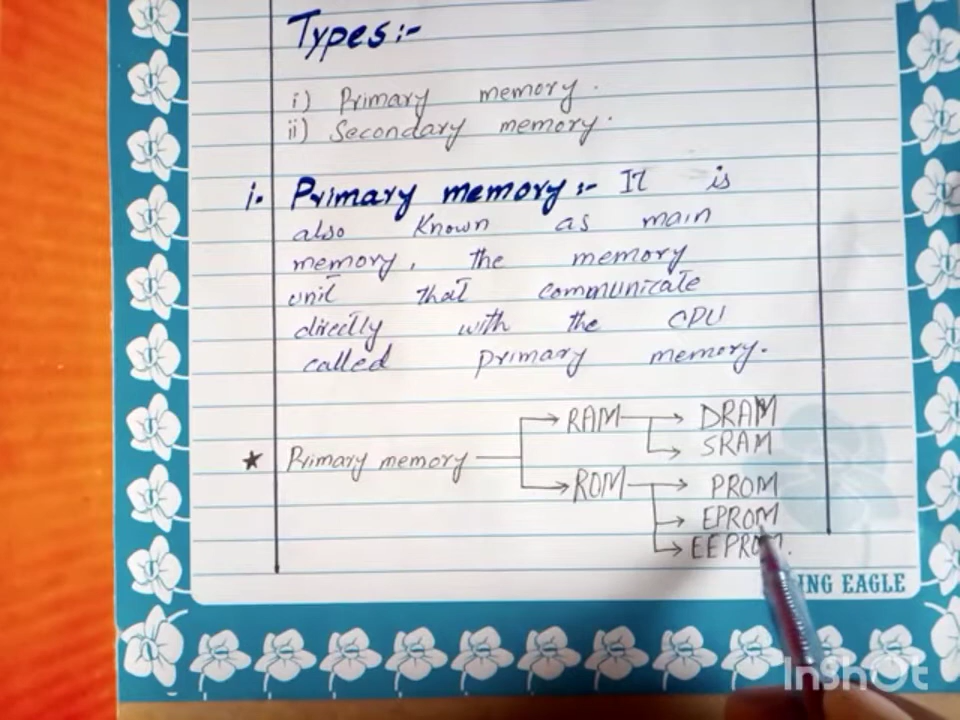 Types:-
i) Primary memory.
ii) Secondary memory.
i. Primary memory:- It is
also known as main
memory, the memory
unit that communicate
directly with the CPU
called primary memory.
RAM → DRAM
SRAM
★ Primary memory
ROM → PROM
EPROM
EEPROM.
ING EAGLE
InShOt